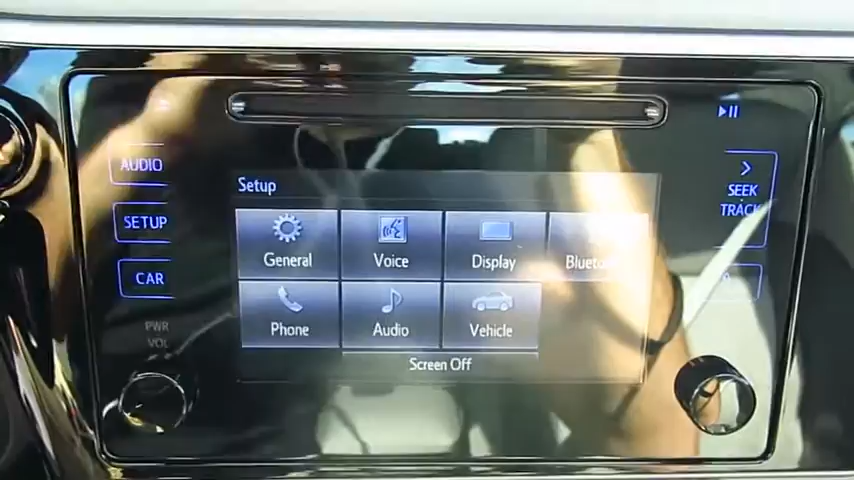 AUDIO
SETUP
CAR
PWR
VOL
Setup
General
Voice
Display
Phone
Audio
Vehicle
Screen Off
SEEK
TRACK